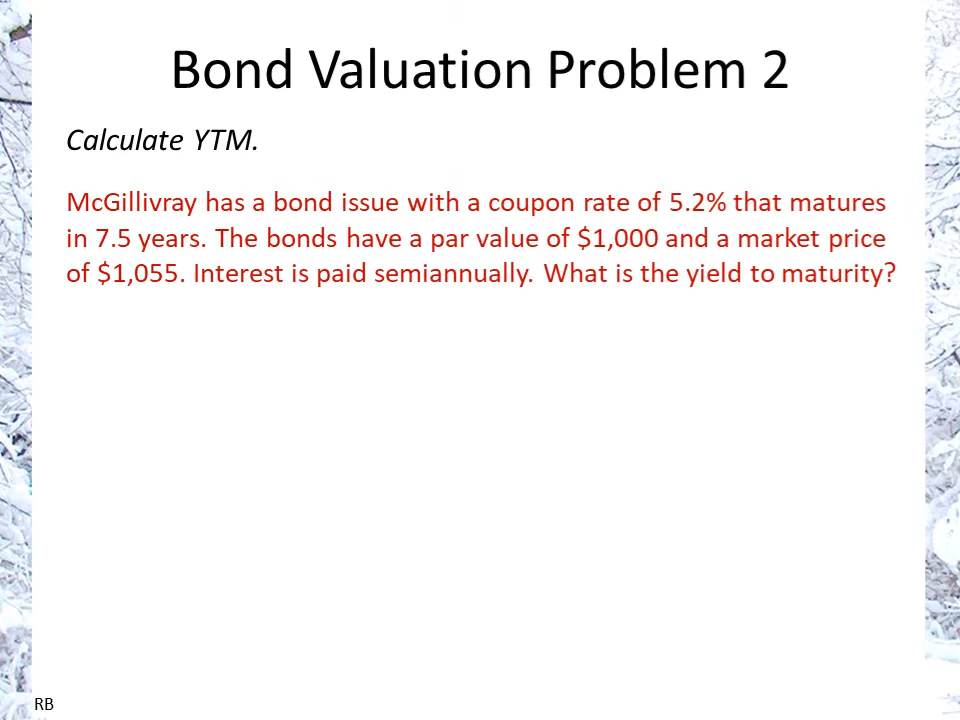 Bond Valuation Problem 2
Calculate YTM.
McGillivray has a bond issue with a coupon rate of 5.2% that matures
in 7.5 years. The bonds have a par value of $1,000 and a market price
of $1,055. Interest is paid semiannually. What is the yield to maturity?
RB